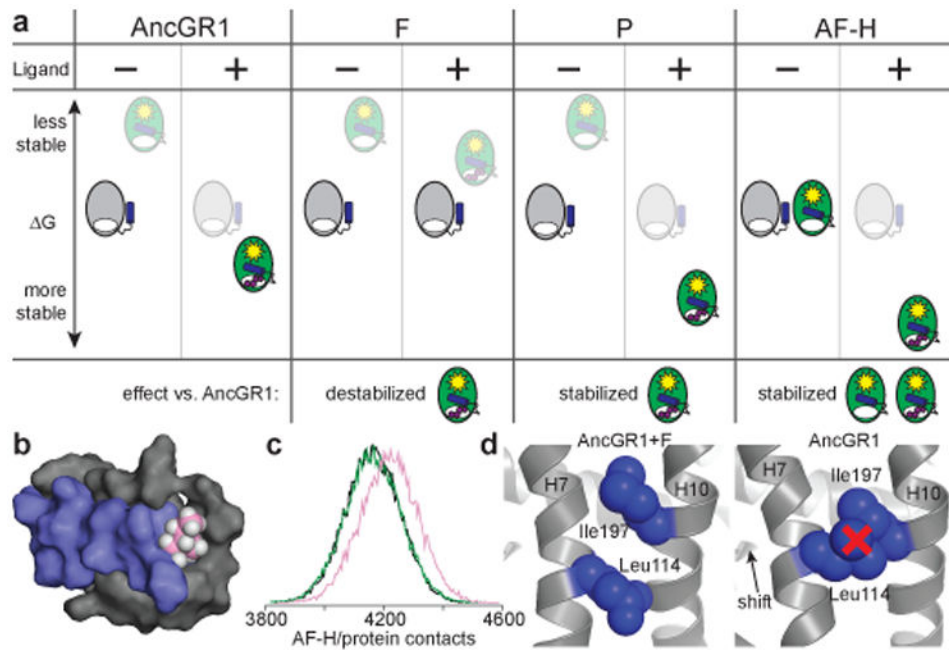 a
AncGR1 F P AF-H
Ligand − + − + − + − +
less
stable
ΔG
more
stable
effect vs. AncGR1: destabilized stabilized stabilized
b c d
AncGR1+F AncGR1
H7 H10 H7 Ile197 H10
Ile197
Leu114
shift Leu114
3800 4200 4600
AF-H/protein contacts